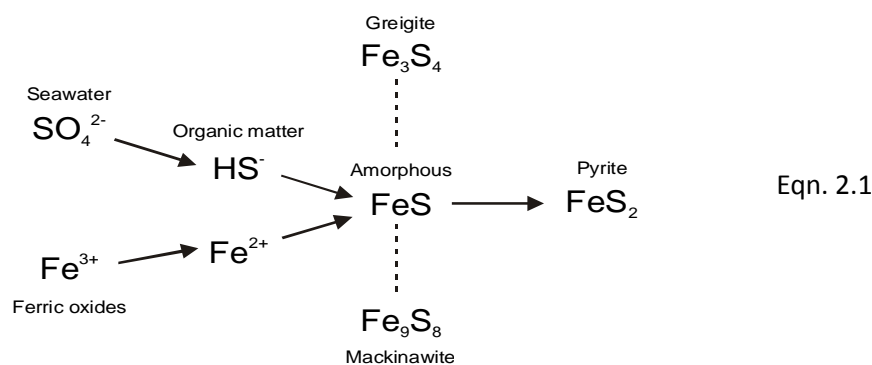 Greigite
Fe₃S₄
Seawater
SO₄²⁻
Organic matter
HS⁻
Amorphous
FeS
Pyrite
FeS₂
Eqn. 2.1
Fe²⁺
Fe³⁺
Ferric oxides
Fe₉S₈
Mackinawite